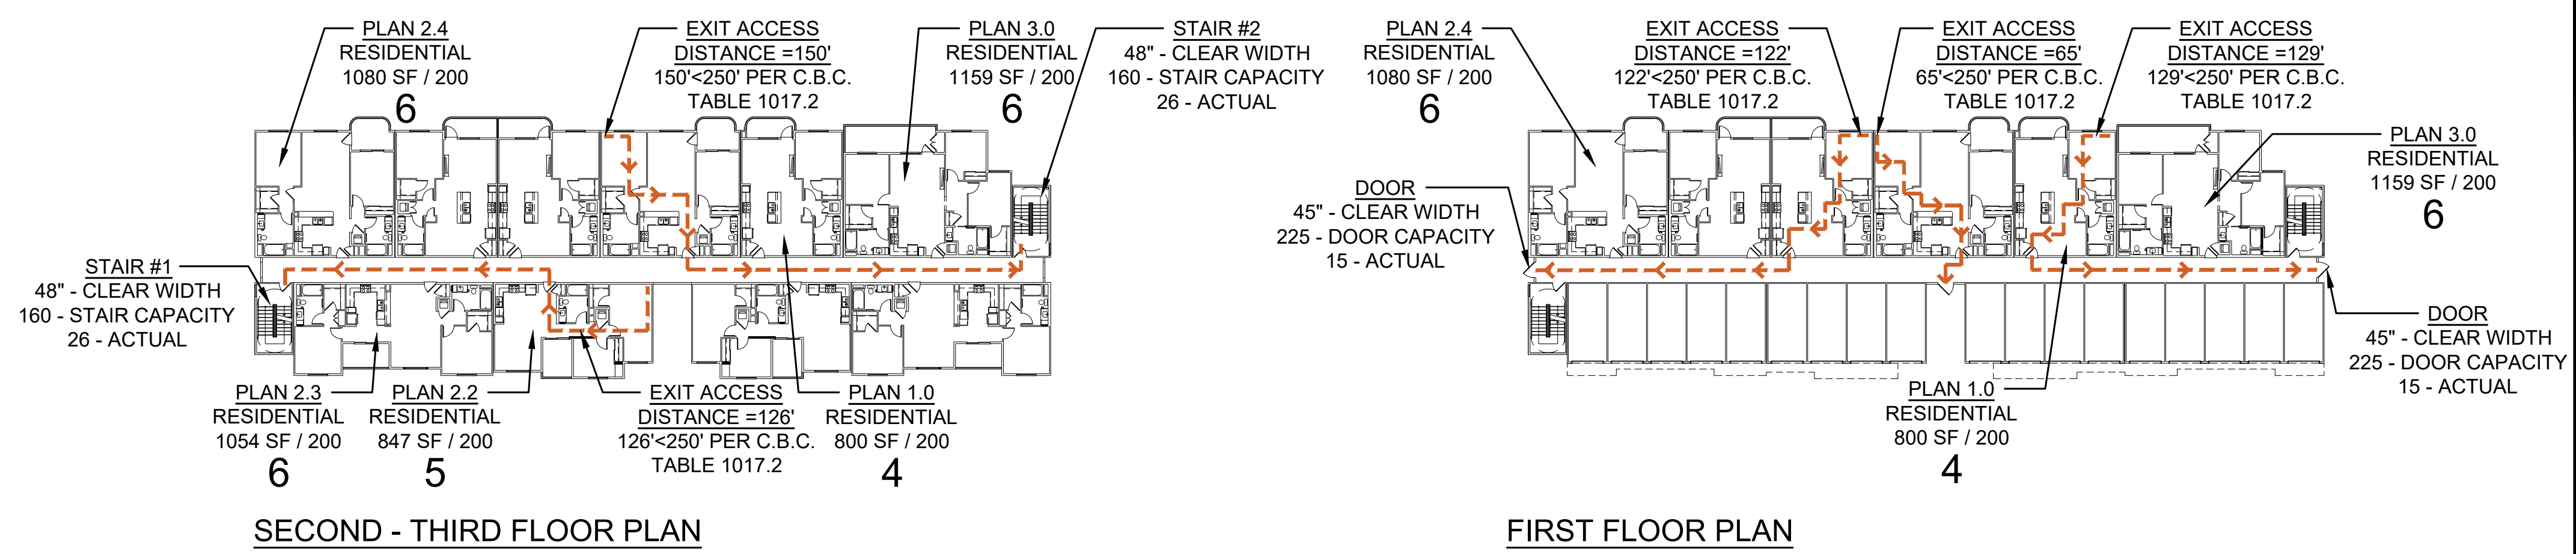 PLAN 2.4
RESIDENTIAL
1080 SF / 200
6
EXIT ACCESS
DISTANCE =150'
150'<250' PER C.B.C.
TABLE 1017.2
PLAN 3.0
RESIDENTIAL
1159 SF / 200
6
STAIR #2
48" - CLEAR WIDTH
160 - STAIR CAPACITY
26 - ACTUAL
STAIR #1
48" - CLEAR WIDTH
160 - STAIR CAPACITY
26 - ACTUAL
PLAN 2.3
RESIDENTIAL
1054 SF / 200
6
PLAN 2.2
RESIDENTIAL
847 SF / 200
5
EXIT ACCESS
DISTANCE =126'
126'<250' PER C.B.C.
TABLE 1017.2
PLAN 1.0
RESIDENTIAL
800 SF / 200
4
SECOND - THIRD FLOOR PLAN
PLAN 2.4
RESIDENTIAL
1080 SF / 200
6
EXIT ACCESS
DISTANCE =122'
122'<250' PER C.B.C.
TABLE 1017.2
EXIT ACCESS
DISTANCE =65'
65'<250' PER C.B.C.
TABLE 1017.2
EXIT ACCESS
DISTANCE =129'
129'<250' PER C.B.C.
TABLE 1017.2
PLAN 3.0
RESIDENTIAL
1159 SF / 200
6
DOOR
45" - CLEAR WIDTH
225 - DOOR CAPACITY
15 - ACTUAL
DOOR
45" - CLEAR WIDTH
225 - DOOR CAPACITY
15 - ACTUAL
PLAN 1.0
RESIDENTIAL
800 SF / 200
4
FIRST FLOOR PLAN